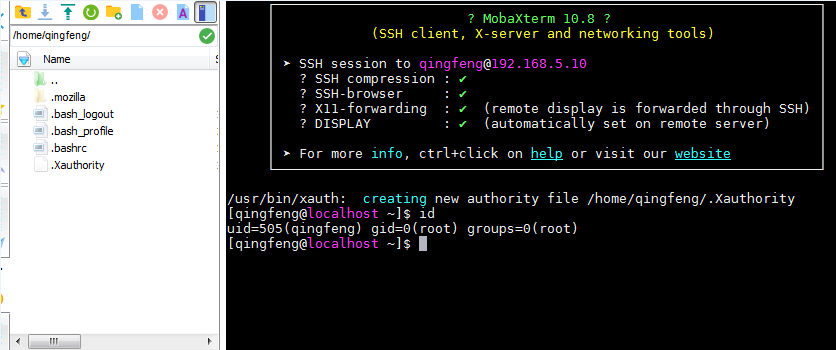 /home/qingfeng/
Name
S
..
.mozilla
.bash_logout
.bash_profile
.bashrc
.Xauthority
? MobaXterm 10.8 ?
(SSH client, X-server and networking tools)
➤ SSH session to qingfeng@192.168.5.10
? SSH compression : ✔
? SSH-browser : ✔
? X11-forwarding : ✔ (remote display is forwarded through SSH)
? DISPLAY : ✔ (automatically set on remote server)
➤ For more info, ctrl+click on help or visit our website
/usr/bin/xauth: creating new authority file /home/qingfeng/.Xauthority
[qingfeng@localhost ~]$ id
uid=505(qingfeng) gid=0(root) groups=0(root)
[qingfeng@localhost ~]$